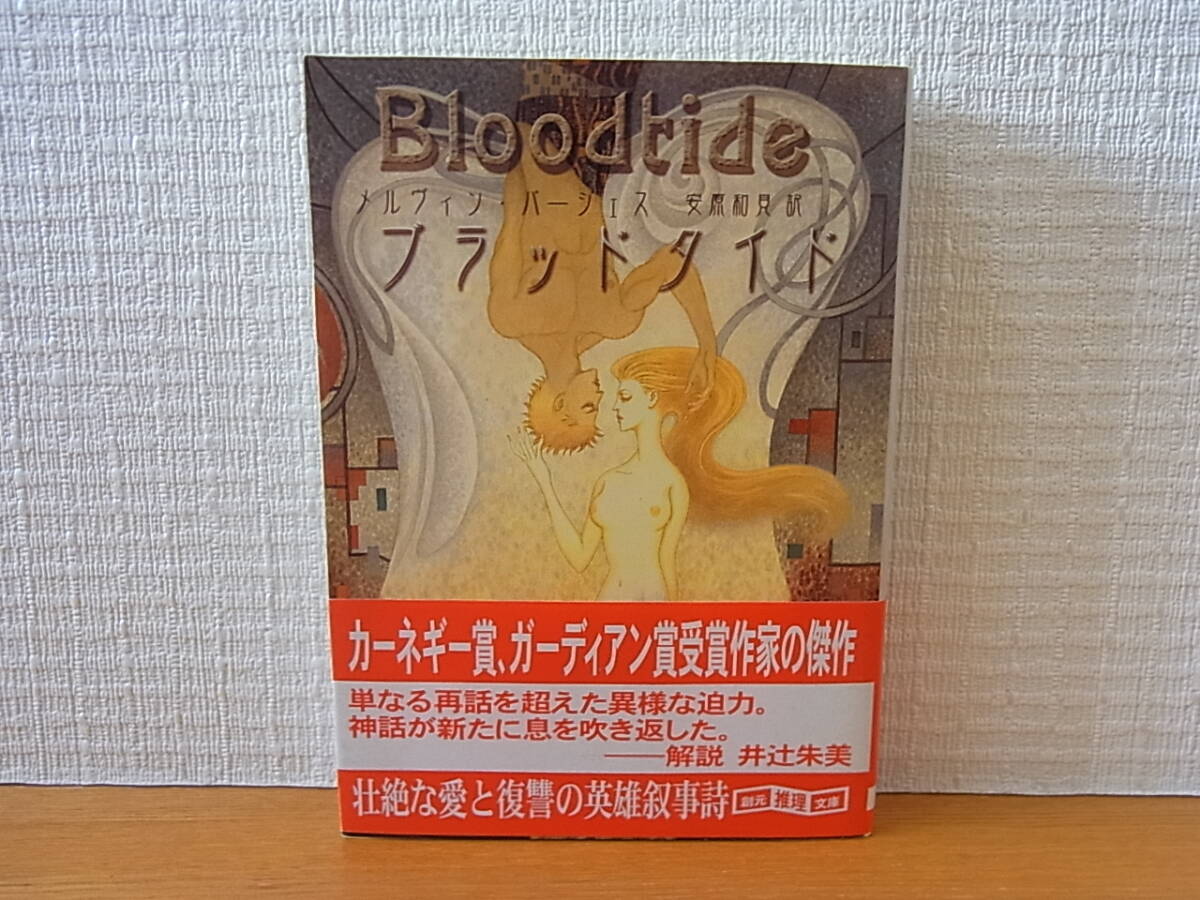 Bloodtide
メルヴィン・バージェス 安原和見訳
ブラッドタイド
カーネギー賞、ガーディアン賞受賞作家の傑作
単なる再話を超えた異様な迫力。
神話が新たに息を吹き返した。
――解説 井辻朱美
壮絶な愛と復讐の英雄叙事詩 創元推理文庫